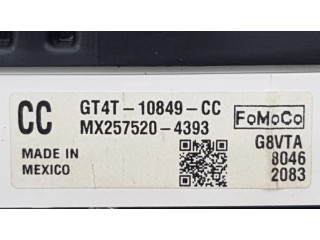 CC
GT4T-10849-CC
MX257520-4393
FoMoCo
MADE IN
MEXICO
G8VTA
8046
2083